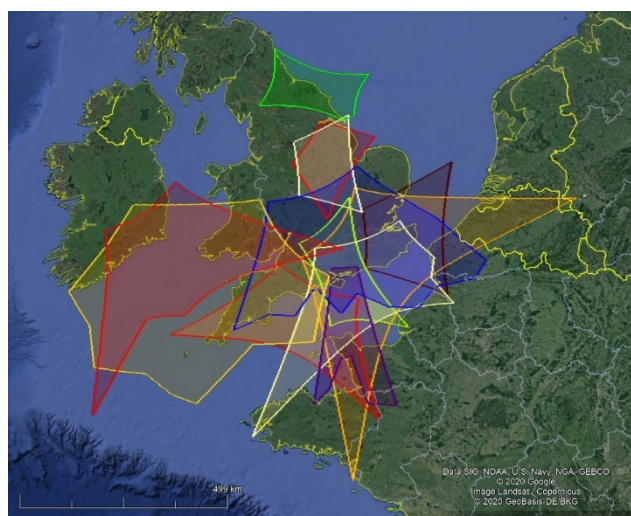 499 km
Data SIO, NOAA, U.S. Navy, NGA, GEBCO
© 2020 Google
Image Landsat / Copernicus
© 2020 GeoBasis-DE/BKG